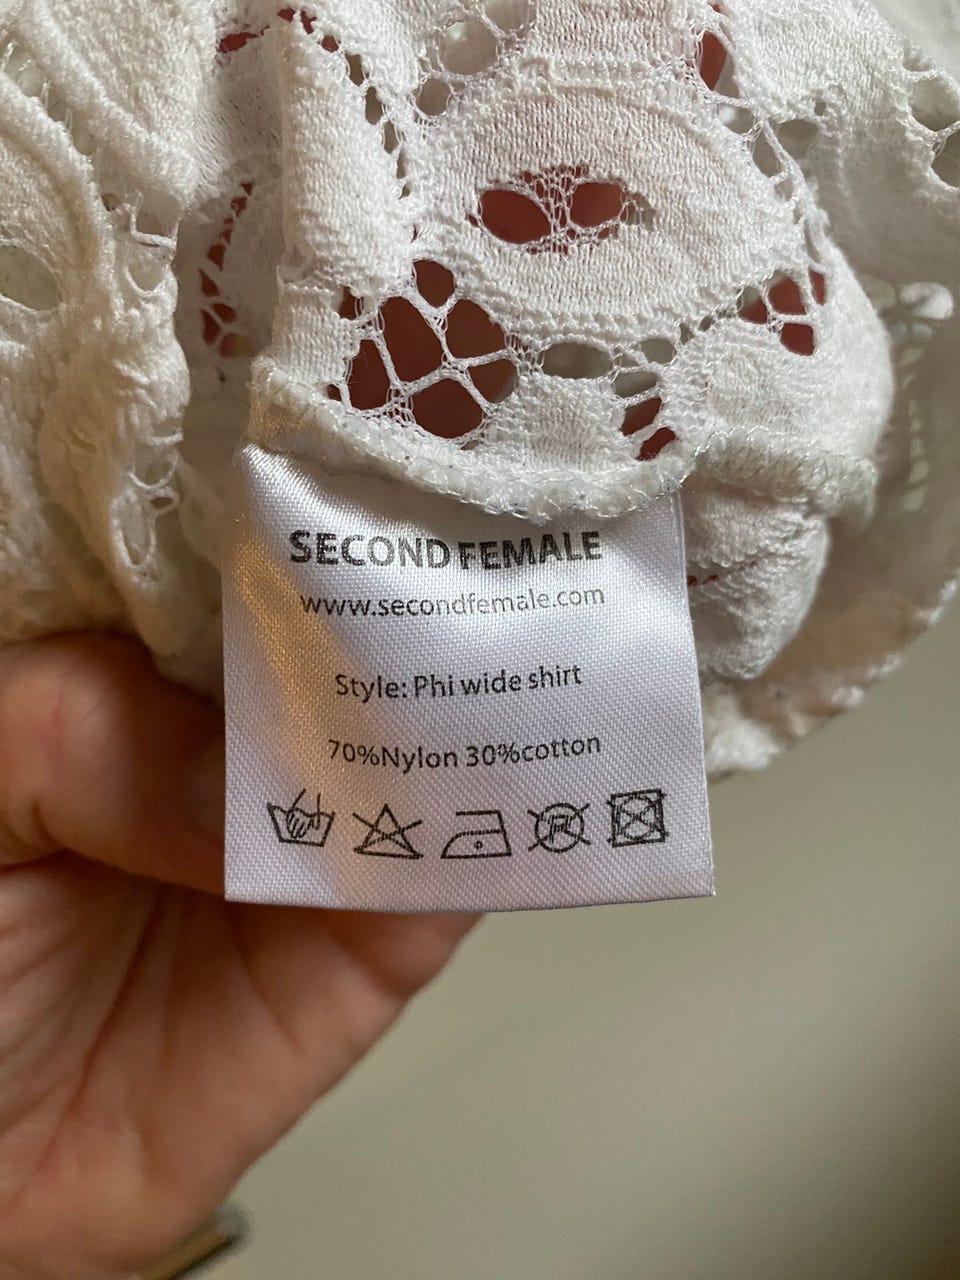 SECOND FEMALE
www.secondfemale.com
Style: Phi wide shirt
70%Nylon 30%cotton